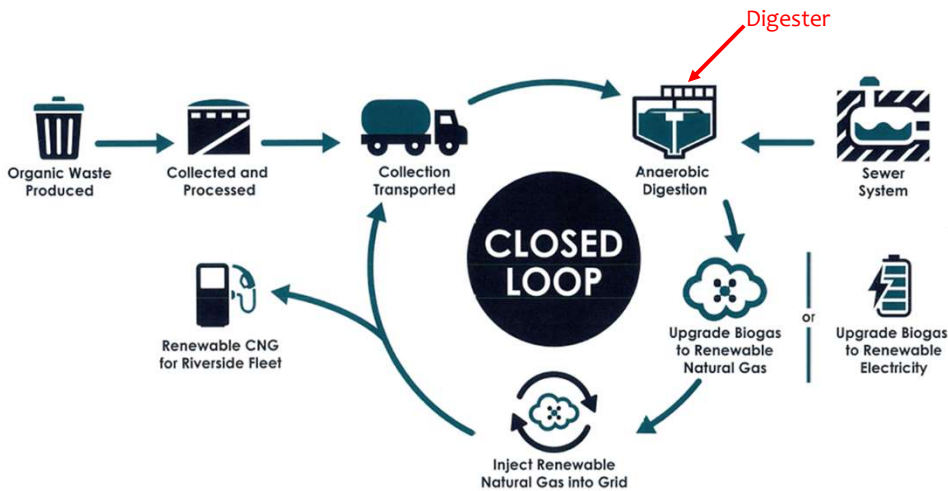 Digester
Organic Waste
Produced
Collected and
Processed
Collection
Transported
Anaerobic
Digestion
Sewer
System
CLOSED
LOOP
Renewable CNG
for Riverside Fleet
Upgrade Biogas
to Renewable
Natural Gas
or
Upgrade Biogas
to Renewable
Electricity
Inject Renewable
Natural Gas into Grid